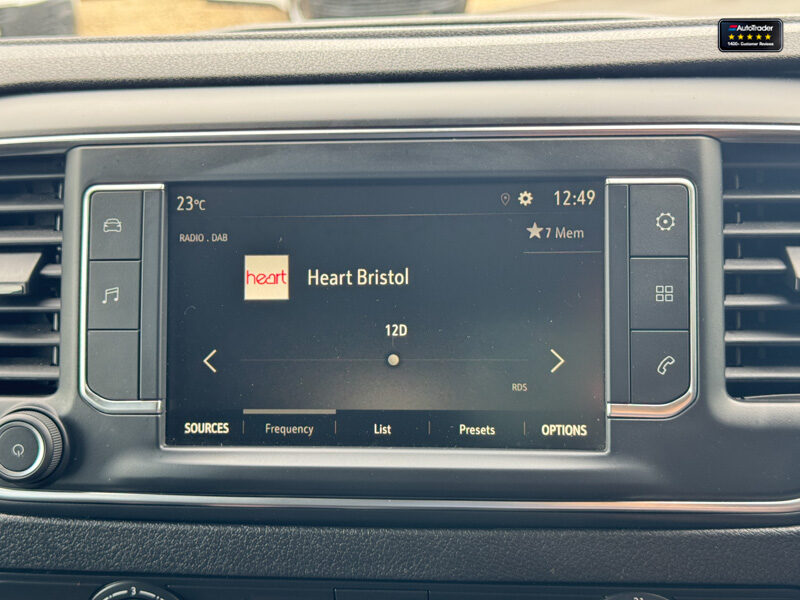 AutoTrader
1400+ Customer Reviews
23°C
12:49
RADIO . DAB
7 Mem
heart
Heart Bristol
12D
RDS
SOURCES
Frequency
List
Presets
OPTIONS
3